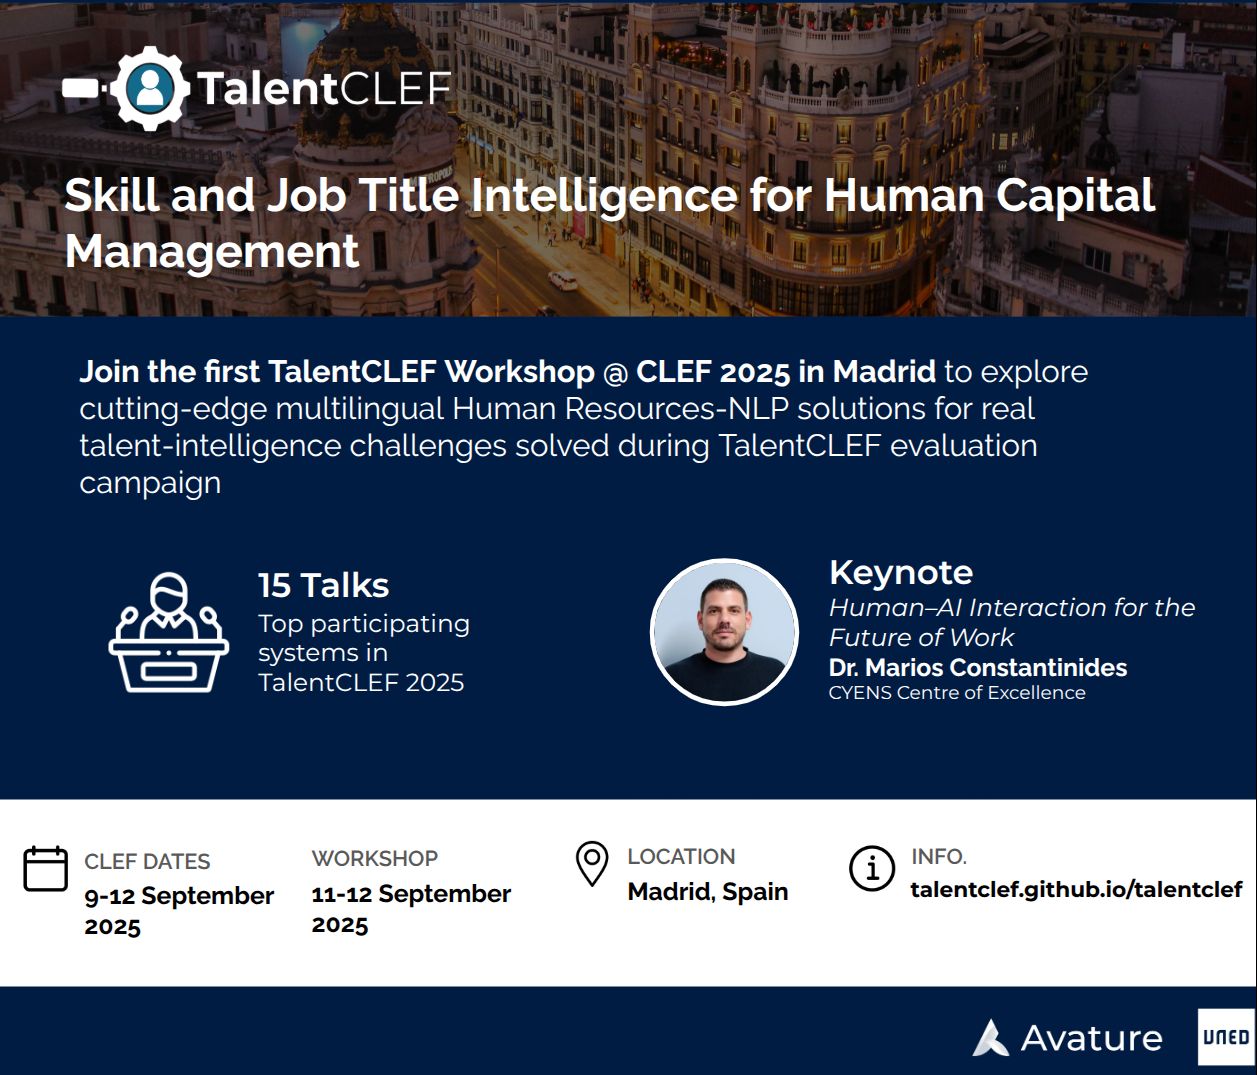 TalentCLEF
METROPOLIS
Skill and Job Title Intelligence for Human Capital
Management
Join the first TalentCLEF Workshop @ CLEF 2025 in Madrid to explore
cutting-edge multilingual Human Resources-NLP solutions for real
talent-intelligence challenges solved during TalentCLEF evaluation
campaign
15 Talks
Top participating
systems in
TalentCLEF 2025
Keynote
Human–AI Interaction for the
Future of Work
Dr. Marios Constantinides
CYENS Centre of Excellence
CLEF DATES
9-12 September
2025
WORKSHOP
11-12 September
2025
LOCATION
Madrid, Spain
INFO.
talentclef.github.io/talentclef
Avature
UNED